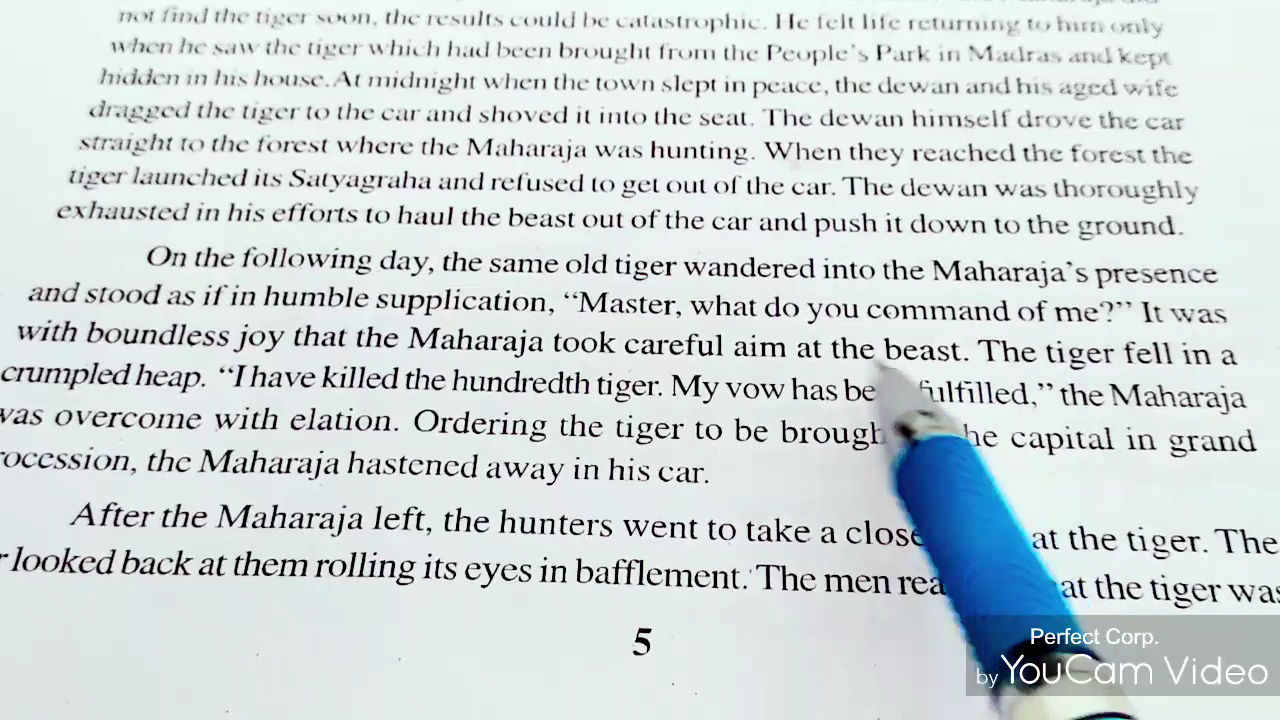 not find the tiger soon, the results could be catastrophic. He felt life returning to him only
when he saw the tiger which had been brought from the People's Park in Madras and kept
hidden in his house. At midnight when the town slept in peace, the dewan and his aged wife
dragged the tiger to the car and shoved it into the seat. The dewan himself drove the car
straight to the forest where the Maharaja was hunting. When they reached the forest the
tiger launched its Satyagraha and refused to get out of the car. The dewan was thoroughly
exhausted in his efforts to haul the beast out of the car and push it down to the ground.
On the following day, the same old tiger wandered into the Maharaja's presence
and stood as if in humble supplication, “Master, what do you command of me?” It was
with boundless joy that the Maharaja took careful aim at the beast. The tiger fell in a
crumpled heap. “I have killed the hundredth tiger. My vow has be fulfilled,” the Maharaja
was overcome with elation. Ordering the tiger to be brough he capital in grand
rocession, the Maharaja hastened away in his car.
After the Maharaja left, the hunters went to take a close at the tiger. The
r looked back at them rolling its eyes in bafflement. The men rea at the tiger was
5
Perfect Corp.
by YouCam Video